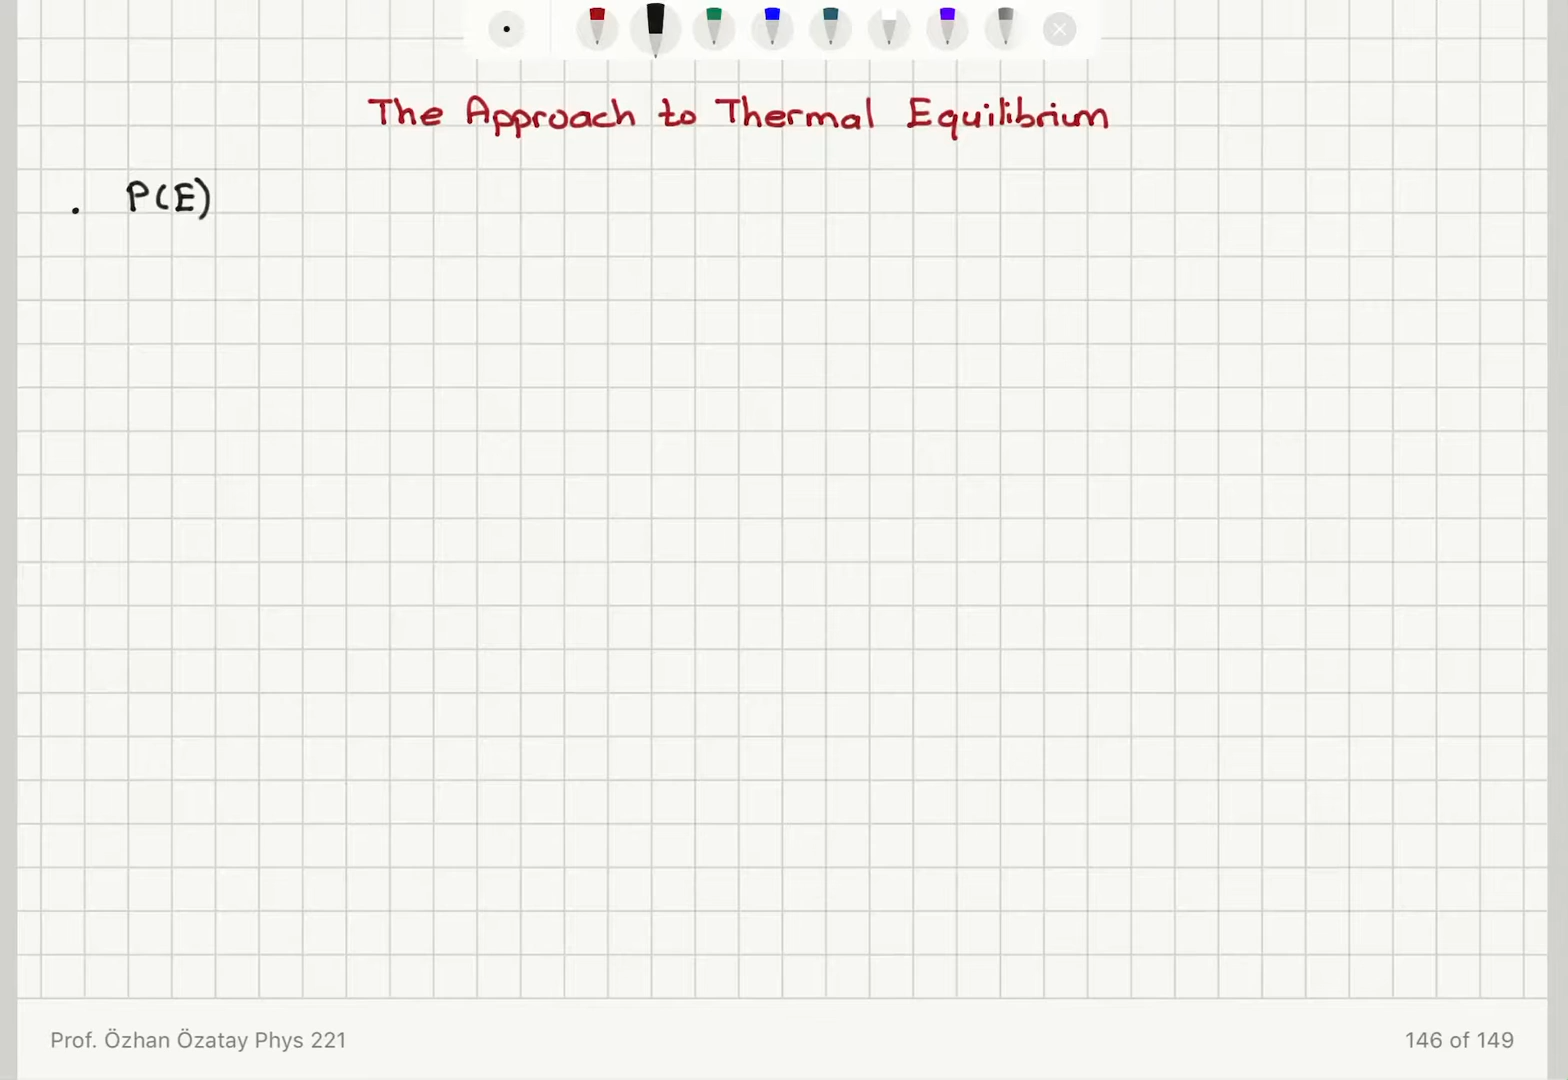 The Approach to Thermal Equilibrium
. P(E)
Prof. Özhan Özatay Phys 221
146 of 149